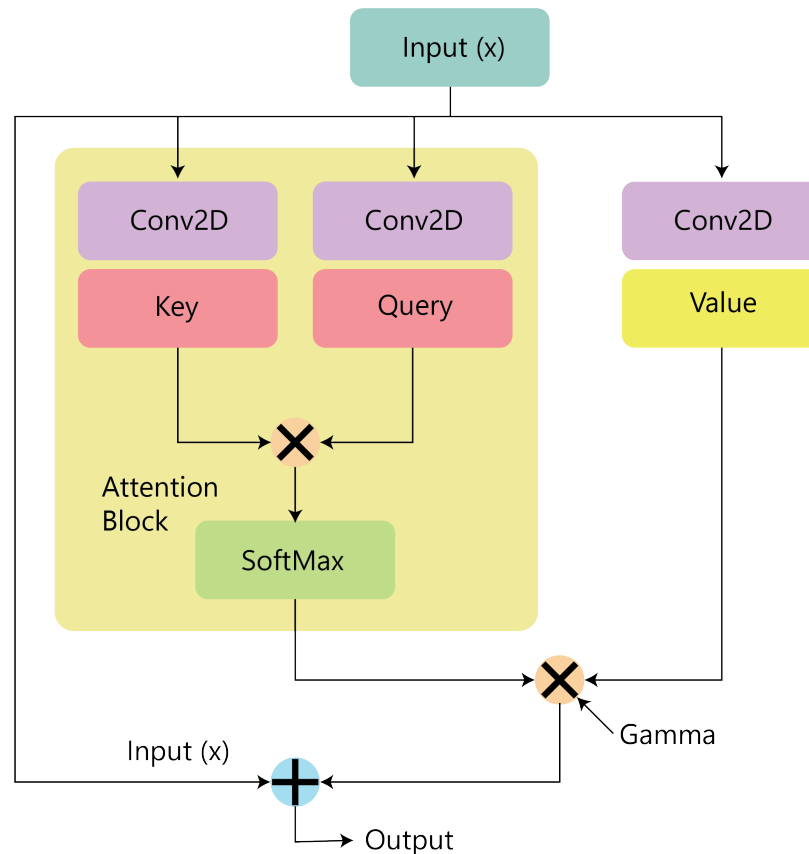 Input (x)
Conv2D
Conv2D
Conv2D
Key
Query
Value
Attention
Block
SoftMax
Gamma
Input (x)
Output